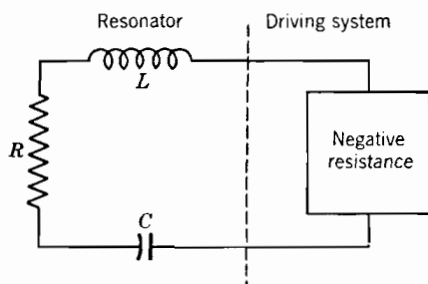 Resonator
Driving system
L
R
Negative
resistance
C